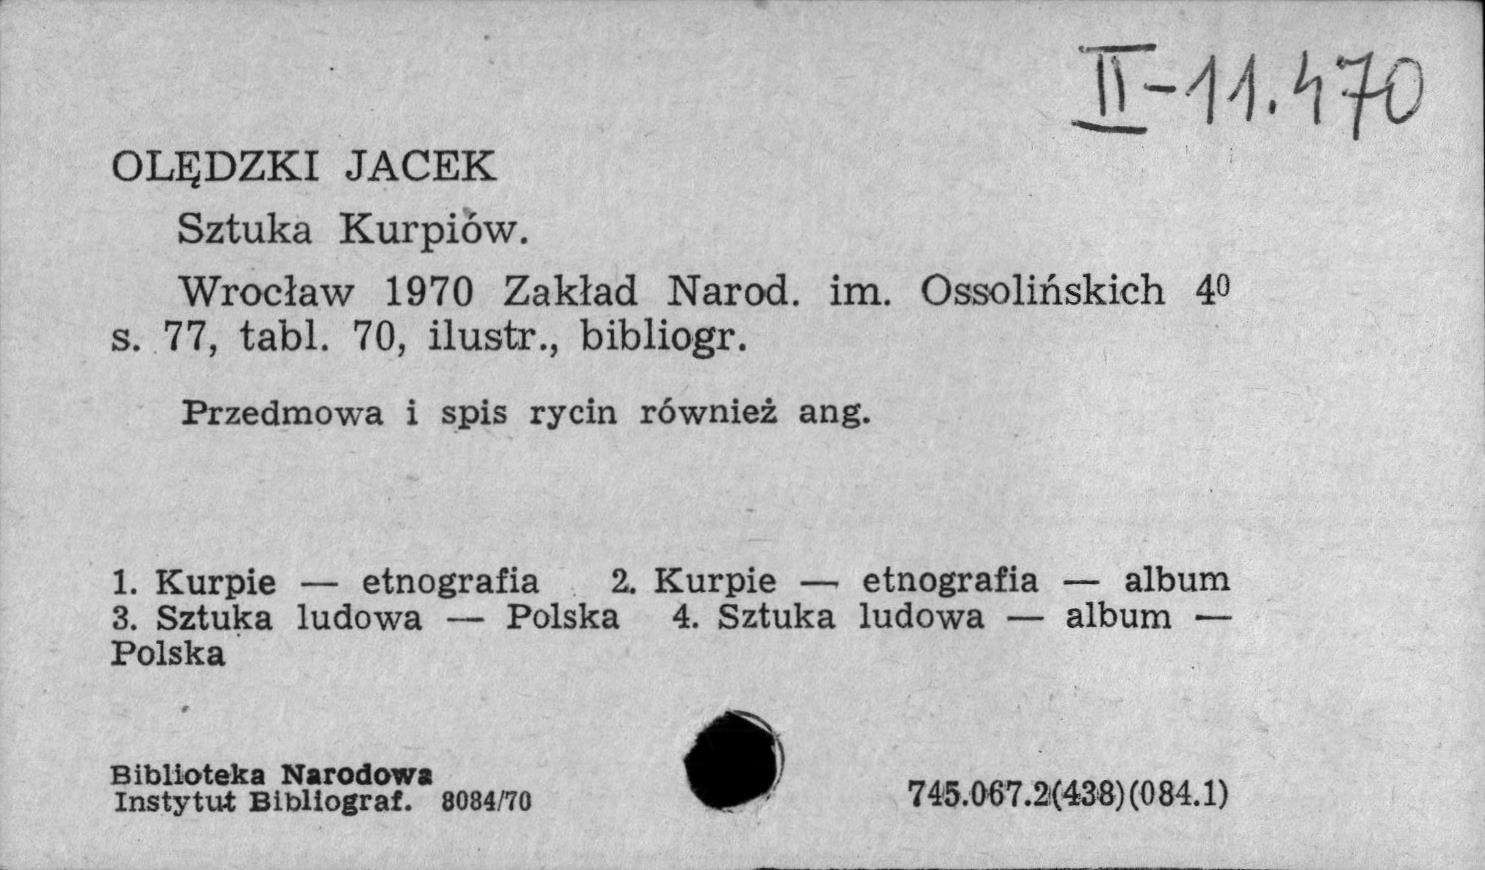 II-11.470
OLĘDZKI JACEK
Sztuka Kurpiów.
Wrocław 1970 Zakład Narod. im. Ossolińskich 4⁰
s. 77, tabl. 70, ilustr., bibliogr.
Przedmowa i spis rycin również ang.
1. Kurpie — etnografia 2. Kurpie — etnografia — album
3. Sztuka ludowa — Polska 4. Sztuka ludowa — album —
Polska
Biblioteka Narodowa
Instytut Bibliograf. 8084/70
745.067.2(438)(084.1)